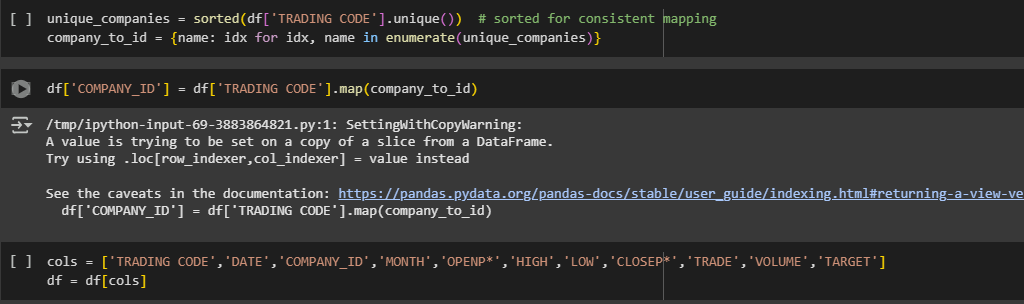 [ ] unique_companies = sorted(df['TRADING CODE'].unique())  # sorted for consistent mapping
company_to_id = {name: idx for idx, name in enumerate(unique_companies)}
df['COMPANY_ID'] = df['TRADING CODE'].map(company_to_id)
/tmp/ipython-input-69-3883864821.py:1: SettingWithCopyWarning:
A value is trying to be set on a copy of a slice from a DataFrame.
Try using .loc[row_indexer,col_indexer] = value instead
See the caveats in the documentation: https://pandas.pydata.org/pandas-docs/stable/user_guide/indexing.html#returning-a-view-ve
df['COMPANY_ID'] = df['TRADING CODE'].map(company_to_id)
[ ] cols = ['TRADING CODE','DATE','COMPANY_ID','MONTH','OPENP*','HIGH','LOW','CLOSEP*','TRADE','VOLUME','TARGET']
df = df[cols]